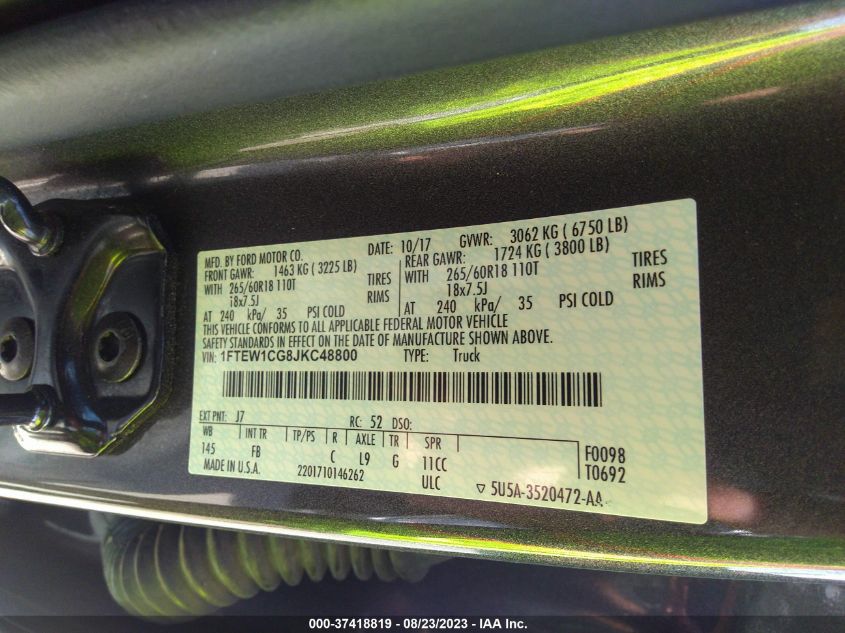 MFD. BY FORD MOTOR CO.
DATE: 10/17 GVWR: 3062 KG ( 6750 LB)
FRONT GAWR: 1463 KG ( 3225 LB)
REAR GAWR: 1724 KG ( 3800 LB)
WITH 265/60R18 110T TIRES
WITH 265/60R18 110T TIRES
18x7.5J RIMS
18x7.5J RIMS
AT 240 kPa/ 35 PSI COLD
AT 240 kPa/ 35 PSI COLD
THIS VEHICLE CONFORMS TO ALL APPLICABLE FEDERAL MOTOR VEHICLE
SAFETY STANDARDS IN EFFECT ON THE DATE OF MANUFACTURE SHOWN ABOVE.
VIN: 1FTEW1CG8JKC48800 TYPE: Truck
EXT PNT: J7 RC: 52 DSO:
WB INT TR TP/PS R AXLE TR SPR
145 FB C L9 G 11CC F0098
T0692
MADE IN U.S.A. 2201710146262 ULC ▽ 5U5A-3520472-AA
000-37418819 - 08/23/2023 - IAA Inc.